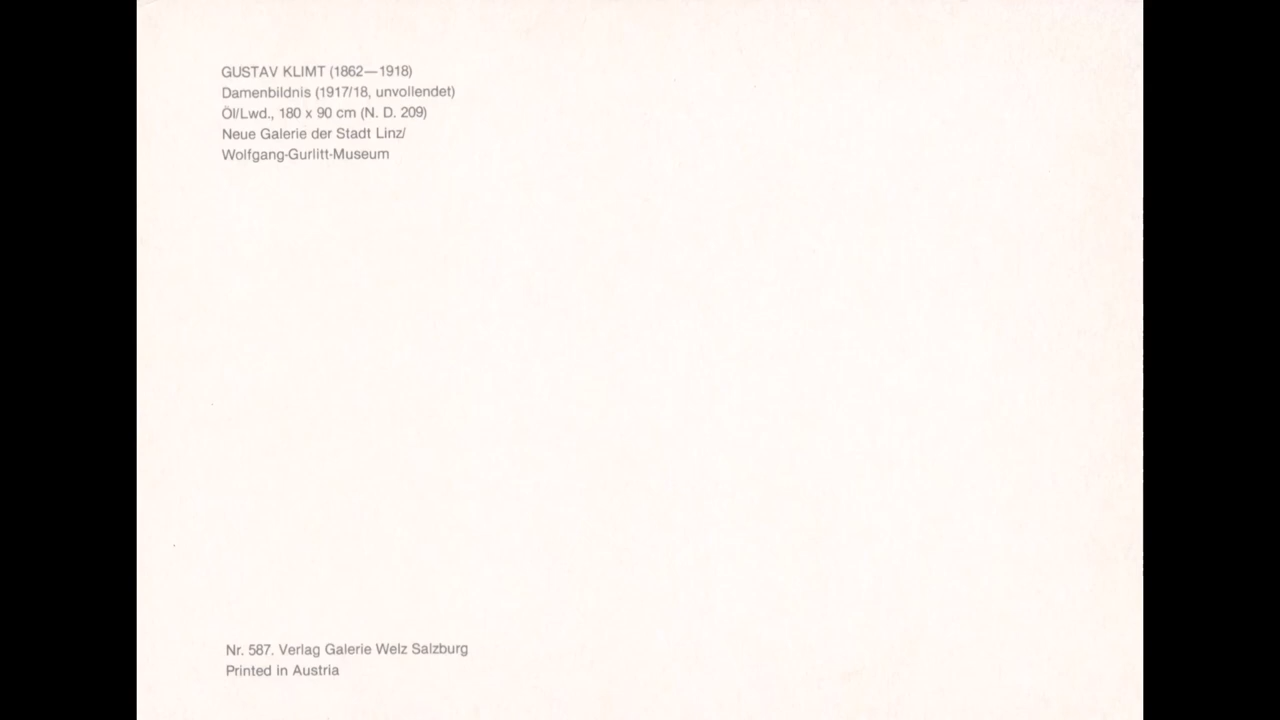 GUSTAV KLIMT (1862—1918)
Damenbildnis (1917/18, unvollendet)
Öl/Lwd., 180 x 90 cm (N. D. 209)
Neue Galerie der Stadt Linz/
Wolfgang-Gurlitt-Museum
Nr. 587. Verlag Galerie Welz Salzburg
Printed in Austria